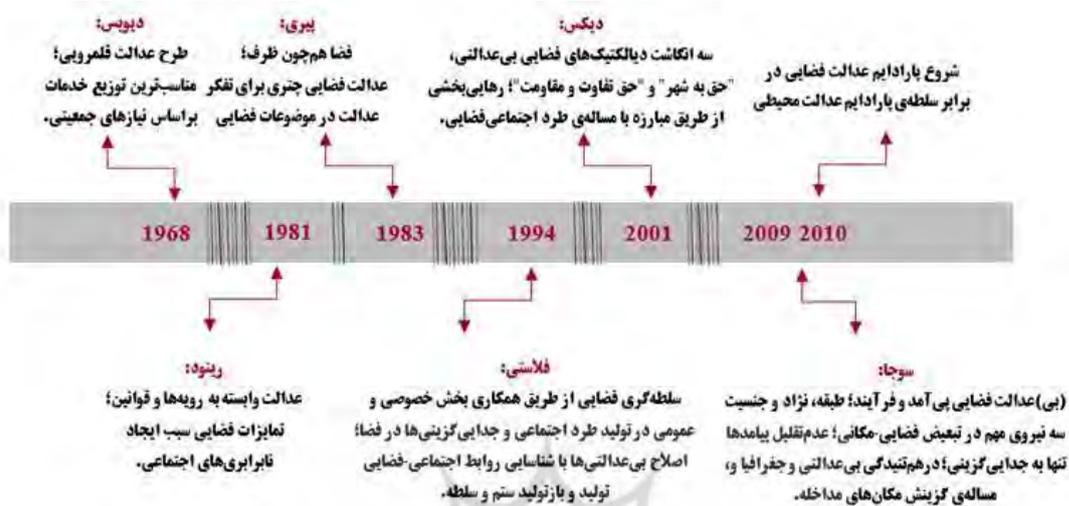 دیویس:
طرح عدالت قلمرویی؛
مناسب‌ترین توزیع خدمات
براساس نیازهای جمعیتی.
پیری:
فضا هم‌چون ظرف؛
عدالت فضایی چتری برای تفکر
عدالت در موضوعات فضایی
دیکس:
سه انگاشت دیالکتیک‌های فضایی بی‌عدالتی،
"حق به شهر" و "حق تفاوت و مقاومت"؛ رهایی‌بخشی
از طریق مبارزه با مساله‌ی طرد اجتماعی‌فضایی.
شروع پارادایم عدالت فضایی در
برابر سلطه‌ی پارادایم عدالت محیطی
1968 1981 1983 1994 2001 2009 2010
رینود:
عدالت وابسته به رویه‌ها و قوانین؛
تمایزات فضایی سبب ایجاد
نابرابری‌های اجتماعی.
فلاستی:
سلطه‌گری فضایی از طریق همکاری بخش خصوصی و
عمومی در تولید طرد اجتماعی و جدایی‌گزینی‌ها در فضا؛
اصلاح بی‌عدالتی‌ها با شناسایی روابط اجتماعی-فضایی
تولید و بازتولید ستم و سلطه.
سوجا:
(بی)عدالت فضایی پی‌آمد و فرآیند؛ طبقه، نژاد و جنسیت
سه نیروی مهم در تبعیض فضایی-مکانی؛ عدم‌تقلیل پیامدها
تنها به جدایی‌گزینی؛ درهم‌تنیدگی بی‌عدالتی و جغرافیا و،
مساله‌ی گزینش مکان‌های مداخله.